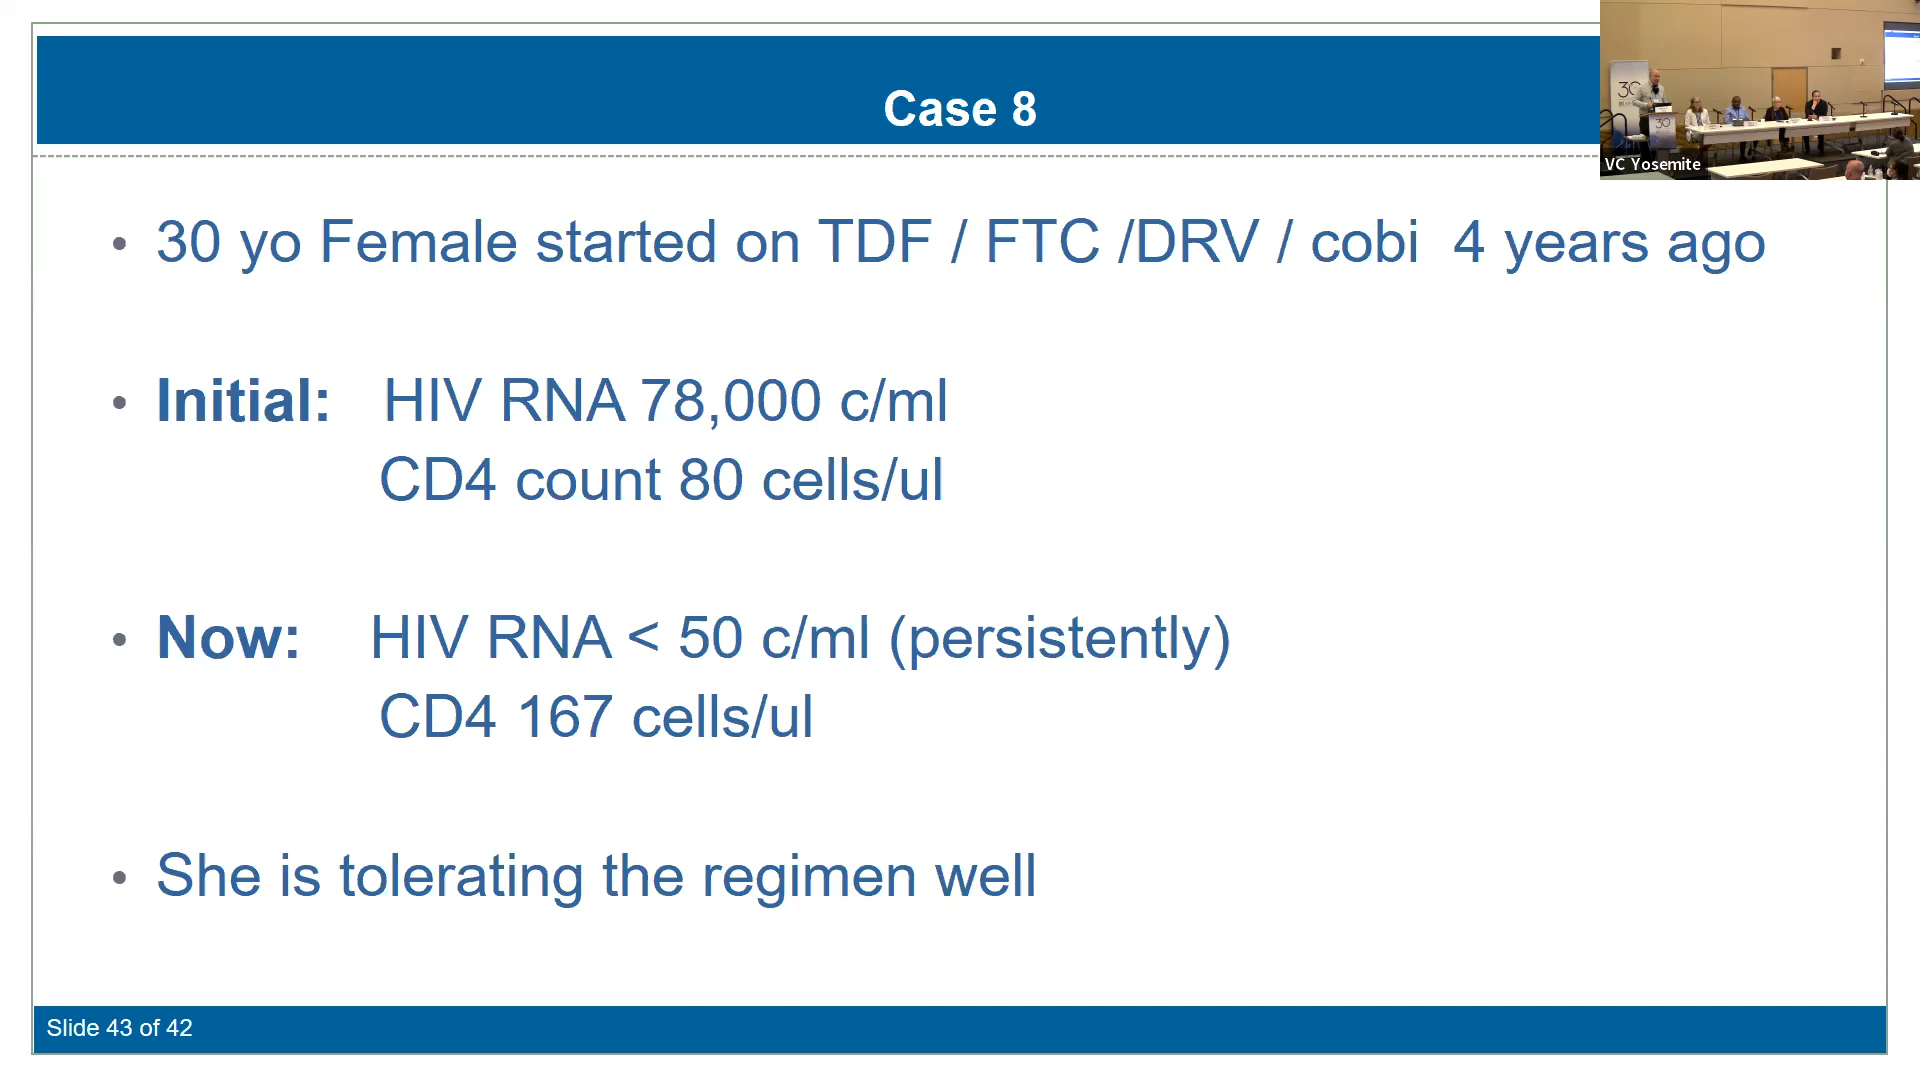 Case 8
VC Yosemite
30
30
• 30 yo Female started on TDF / FTC /DRV / cobi 4 years ago
• Initial: HIV RNA 78,000 c/ml
CD4 count 80 cells/ul
• Now: HIV RNA < 50 c/ml (persistently)
CD4 167 cells/ul
• She is tolerating the regimen well
Slide 43 of 42